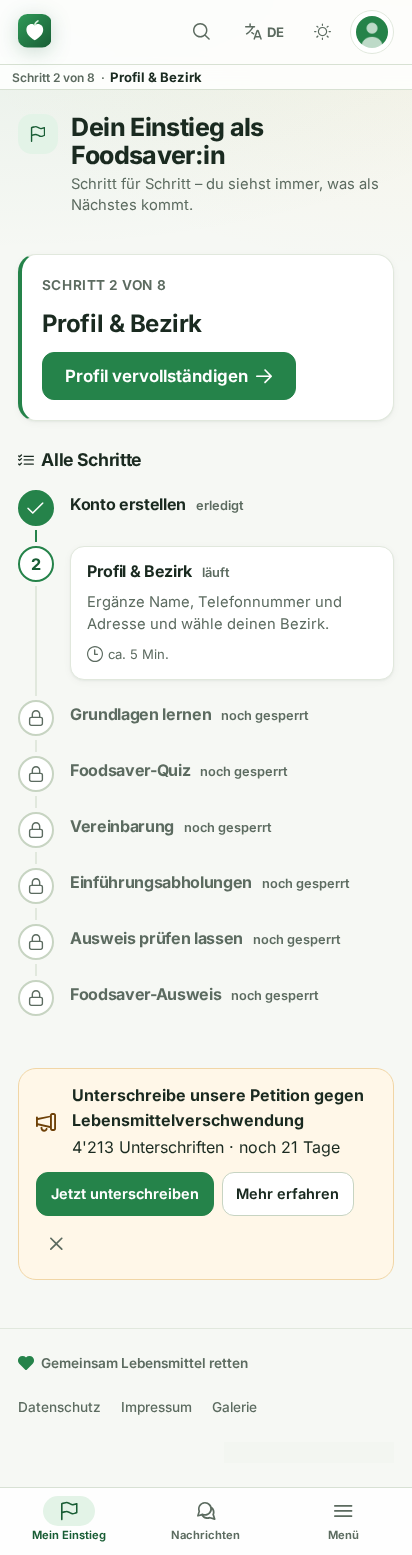 DE
Schritt 2 von 8 · Profil & Bezirk
Dein Einstieg als
Foodsaver:in
Schritt für Schritt – du siehst immer, was als
Nächstes kommt.
SCHRITT 2 VON 8
Profil & Bezirk
Profil vervollständigen
Alle Schritte
Konto erstellen erledigt
2
Profil & Bezirk läuft
Ergänze Name, Telefonnummer und
Adresse und wähle deinen Bezirk.
ca. 5 Min.
Grundlagen lernen noch gesperrt
Foodsaver-Quiz noch gesperrt
Vereinbarung noch gesperrt
Einführungsabholungen noch gesperrt
Ausweis prüfen lassen noch gesperrt
Foodsaver-Ausweis noch gesperrt
Unterschreibe unsere Petition gegen
Lebensmittelverschwendung
4'213 Unterschriften · noch 21 Tage
Jetzt unterschreiben Mehr erfahren
Gemeinsam Lebensmittel retten
Datenschutz Impressum Galerie
Mein Einstieg Nachrichten Menü